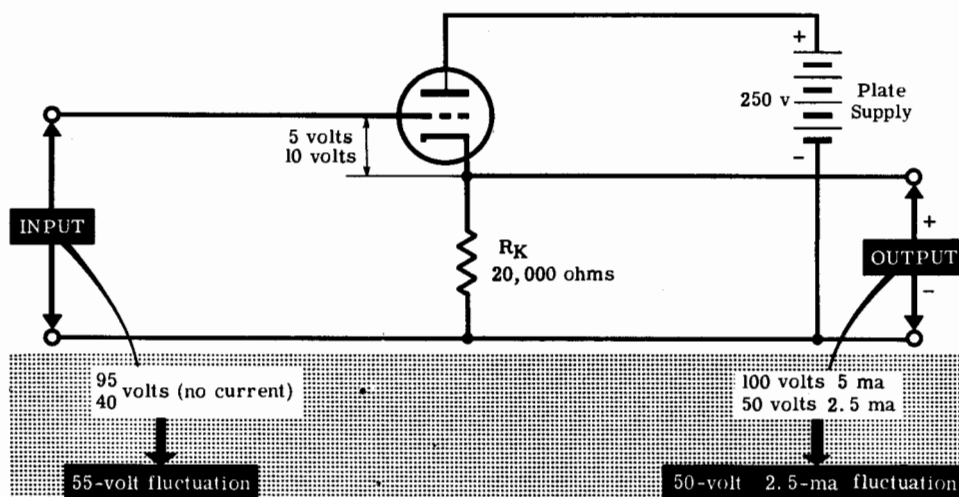 +
250 v
Plate
Supply
-
5 volts
10 volts
INPUT
RK
20,000 ohms
+
OUTPUT
-
95
40 volts (no current)
100 volts 5 ma
50 volts 2.5 ma
55-volt fluctuation
50-volt 2.5-ma fluctuation